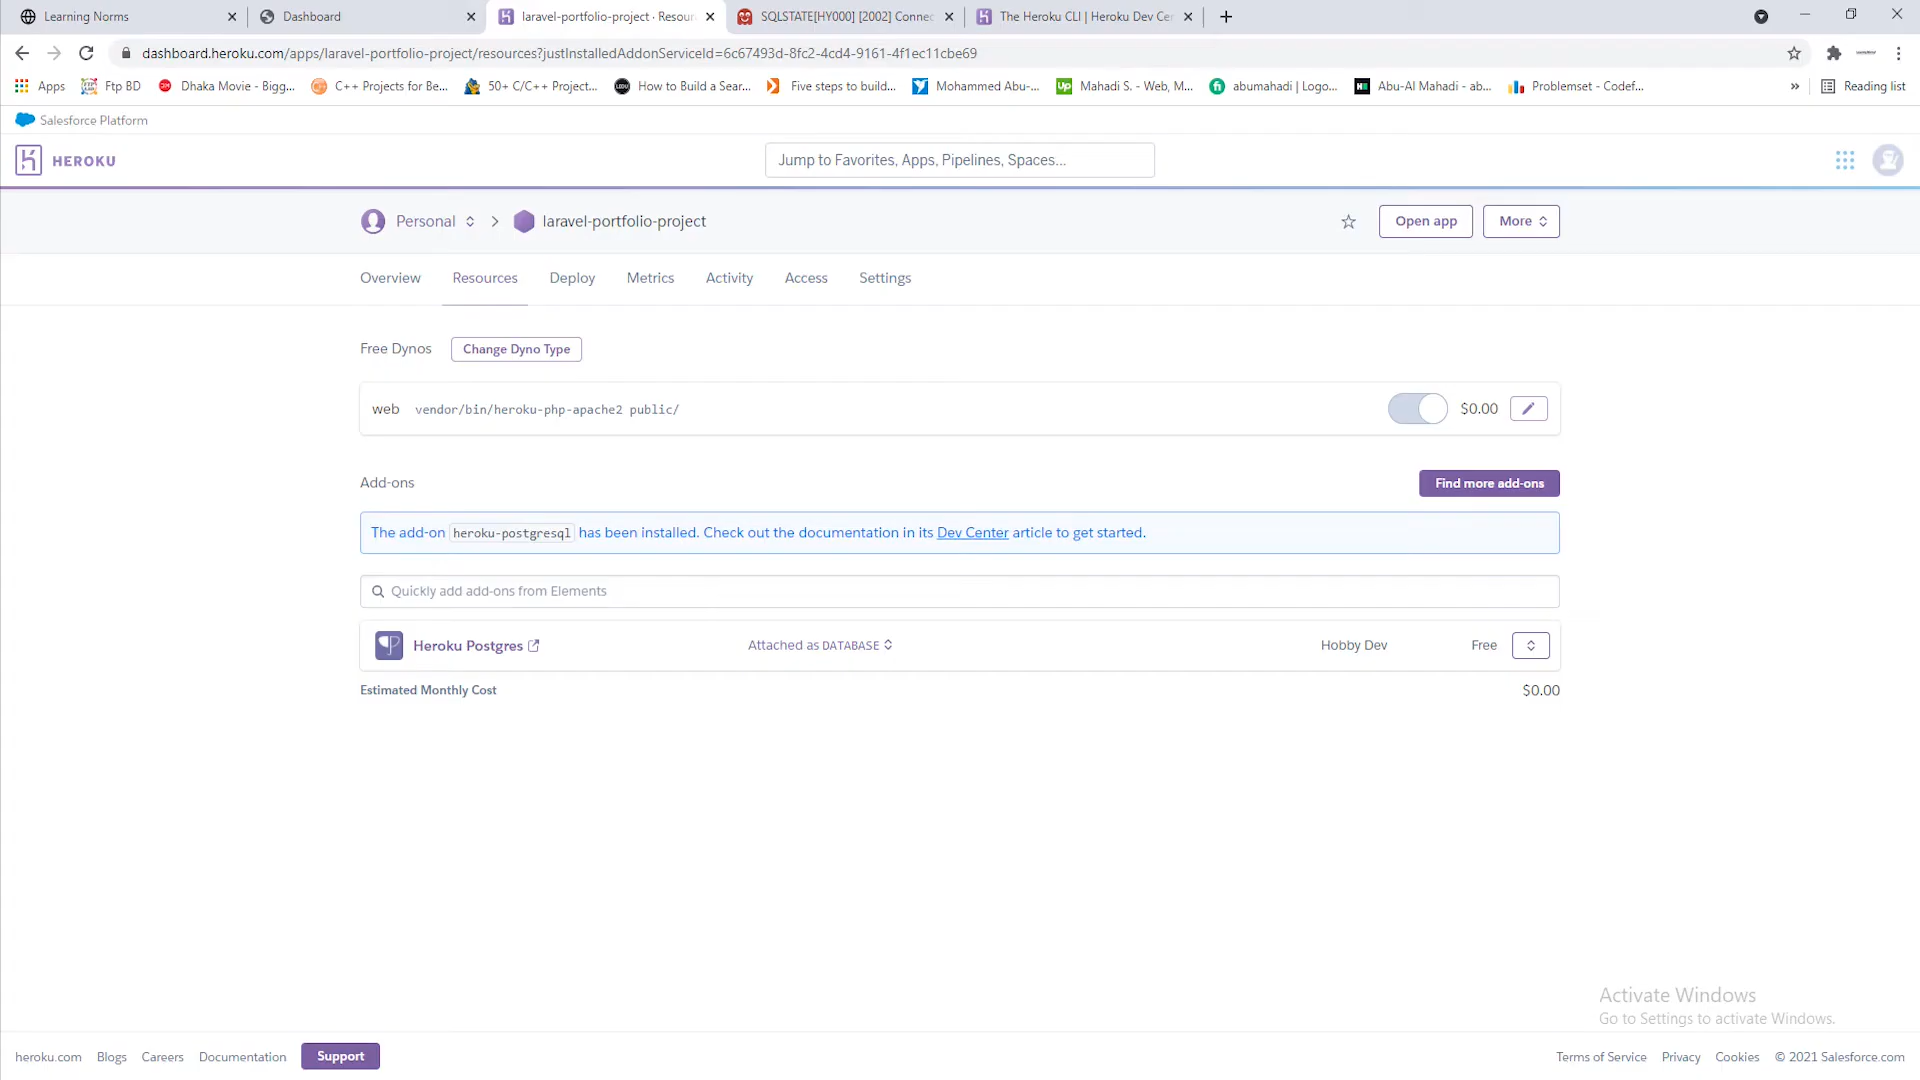 Learning Norms
Dashboard
laravel-portfolio-project · Resour
SQLSTATE[HY000] [2002] Connec
The Heroku CLI | Heroku Dev Cen
dashboard.heroku.com/apps/laravel-portfolio-project/resources?justInstalledAddonServiceId=6c67493d-8fc2-4cd4-9161-4f1ec11cbe69
Apps
Ftp BD
Dhaka Movie - Bigg...
C++ Projects for Be...
50+ C/C++ Project...
How to Build a Sear...
Five steps to build...
Mohammed Abu-...
Mahadi S. - Web, M...
abumahadi | Logo...
Abu-Al Mahadi - ab...
Problemset - Codef...
»
Reading list
Salesforce Platform
HEROKU
Jump to Favorites, Apps, Pipelines, Spaces...
Personal
laravel-portfolio-project
Open app
More
Overview
Resources
Deploy
Metrics
Activity
Access
Settings
Free Dynos
Change Dyno Type
web vendor/bin/heroku-php-apache2 public/
$0.00
Add-ons
Find more add-ons
The add-on heroku-postgresql has been installed. Check out the documentation in its Dev Center article to get started.
Quickly add add-ons from Elements
Heroku Postgres
Attached as DATABASE
Hobby Dev
Free
Estimated Monthly Cost
$0.00
Activate Windows
Go to Settings to activate Windows.
heroku.com
Blogs
Careers
Documentation
Support
Terms of Service
Privacy
Cookies
© 2021 Salesforce.com